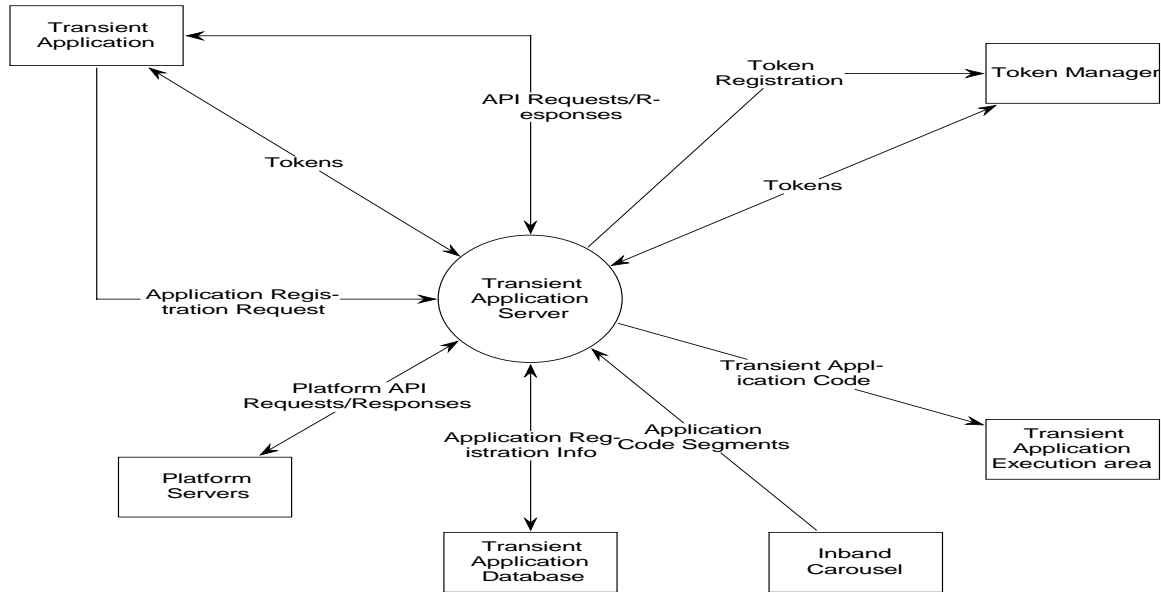 Transient
Application
API Requests/R-
esponses
Token
Registration
Token Manager
Tokens
Tokens
Transient
Application
Server
Application Regis-
tration Request
Platform API
Requests/Responses
Transient Appl-
ication Code
Application Reg-
istration Info
Application
Code Segments
Transient
Application
Execution area
Platform
Servers
Transient
Application
Database
Inband
Carousel